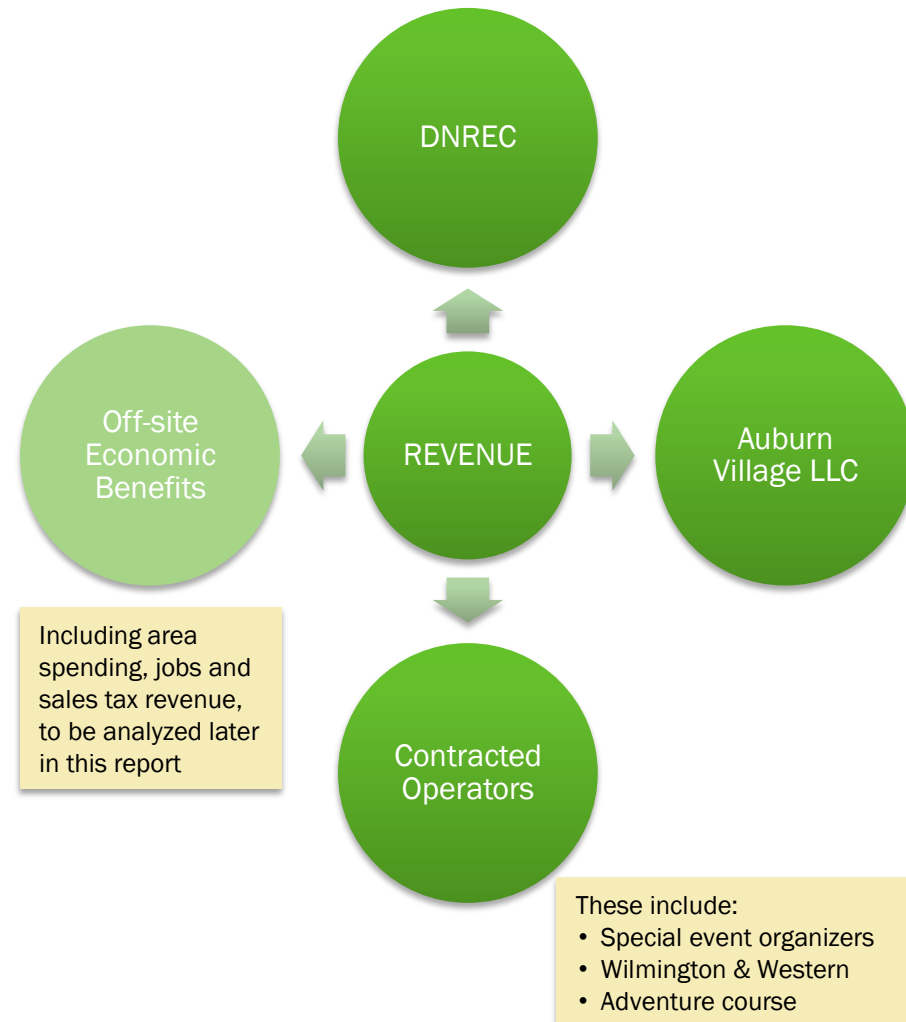 DNREC
Off-site
Economic
Benefits
REVENUE
Auburn
Village LLC
Including area
spending, jobs and
sales tax revenue,
to be analyzed later
in this report
Contracted
Operators
These include:
• Special event organizers
• Wilmington & Western
• Adventure course